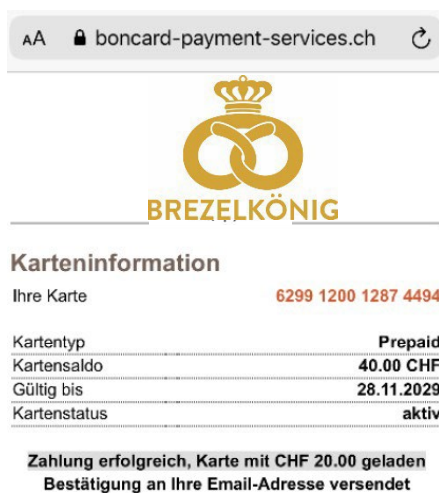 AA boncard-payment-services.ch
BREZELKÖNIG
Karteninformation
Ihre Karte 6299 1200 1287 4494
Kartentyp Prepaid
Kartensaldo 40.00 CHF
Gültig bis 28.11.2029
Kartenstatus aktiv
Zahlung erfolgreich, Karte mit CHF 20.00 geladen
Bestätigung an Ihre Email-Adresse versendet